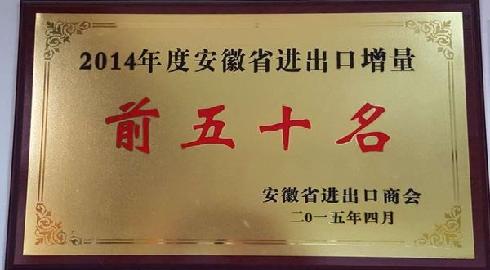 2014年度安徽省进出口增量
前五十名
安徽省进出口商会
二〇一五年四月